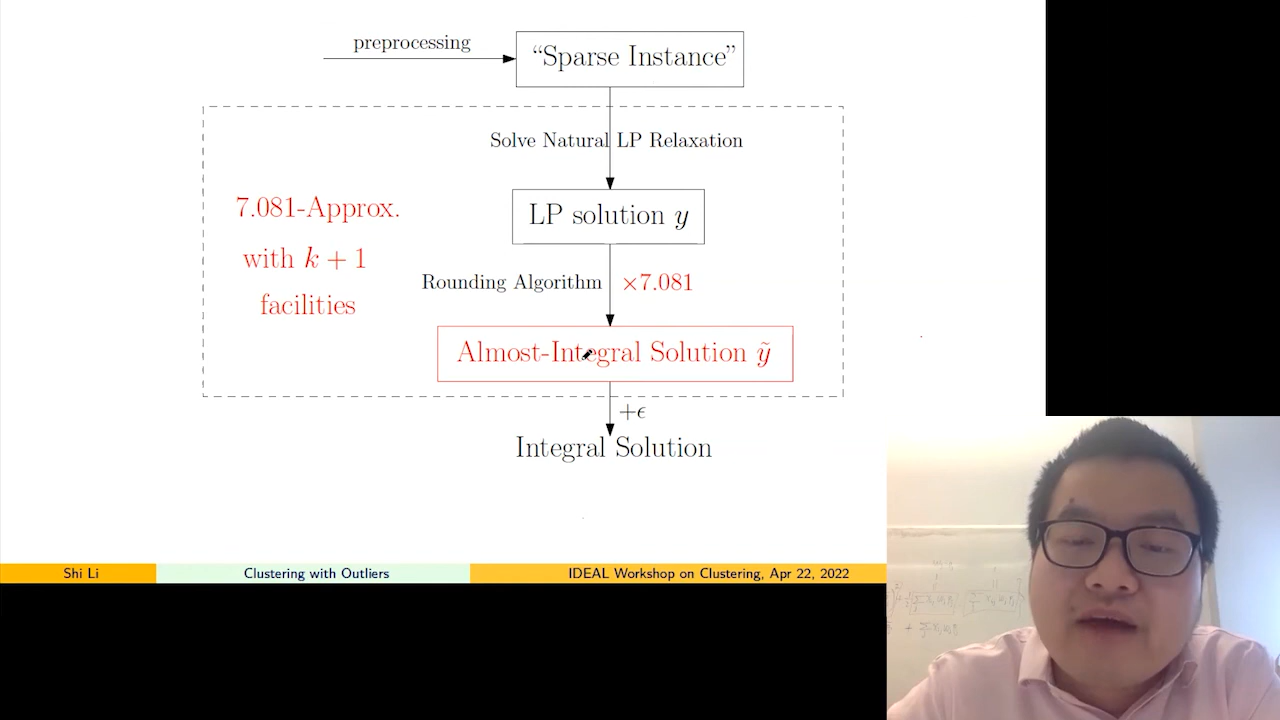 preprocessing
“Sparse Instance”
Solve Natural LP Relaxation
7.081-Approx.
with k + 1
facilities
LP solution y
Rounding Algorithm
×7.081
Almost-Integral Solution ỹ
+ϵ
Integral Solution
Shi Li
Clustering with Outliers
IDEAL Workshop on Clustering, Apr 22, 2022